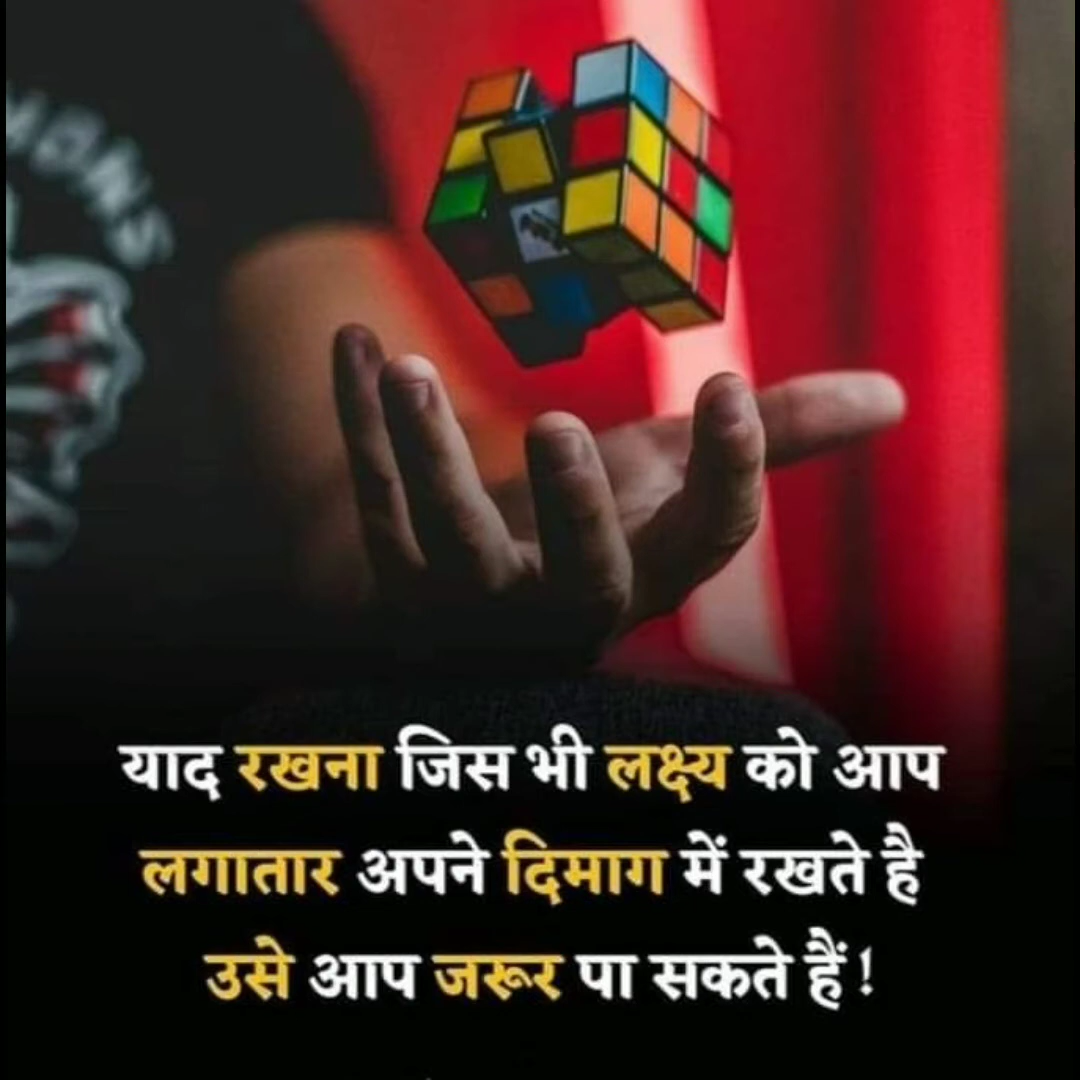 याद रखना जिस भी लक्ष्य को आप
लगातार अपने दिमाग में रखते है
उसे आप जरूर पा सकते हैं!